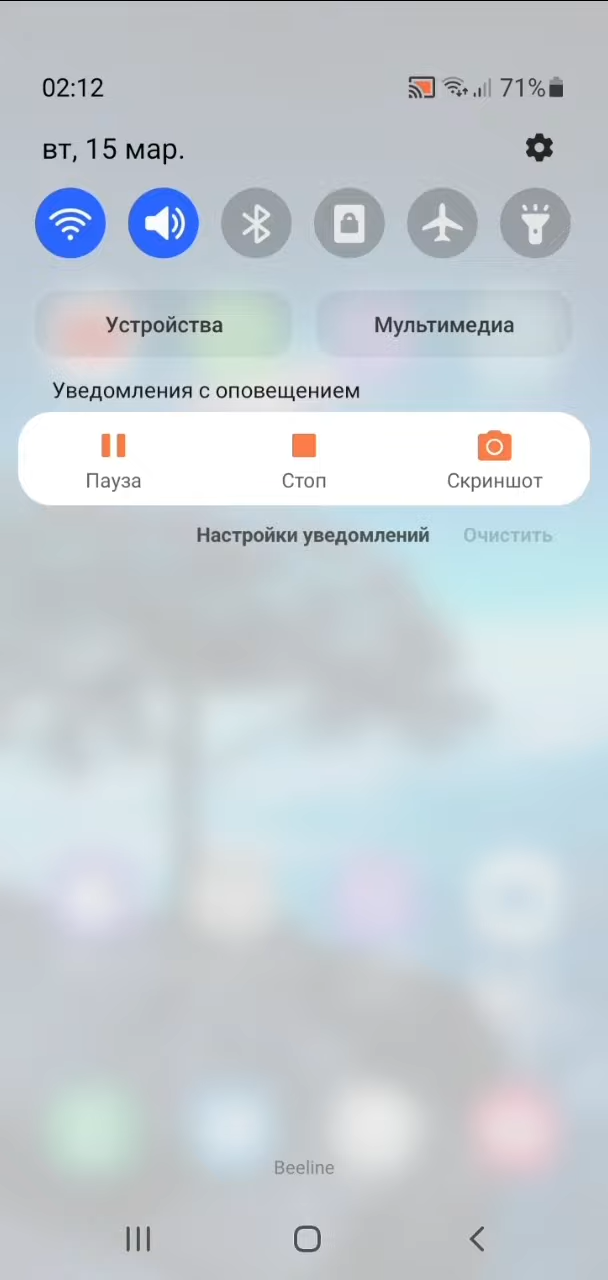 02:12 71%
вт, 15 мар.
Устройства Мультимедиа
Уведомления с оповещением
Пауза Стоп Скриншот
Настройки уведомлений Очистить
Beeline